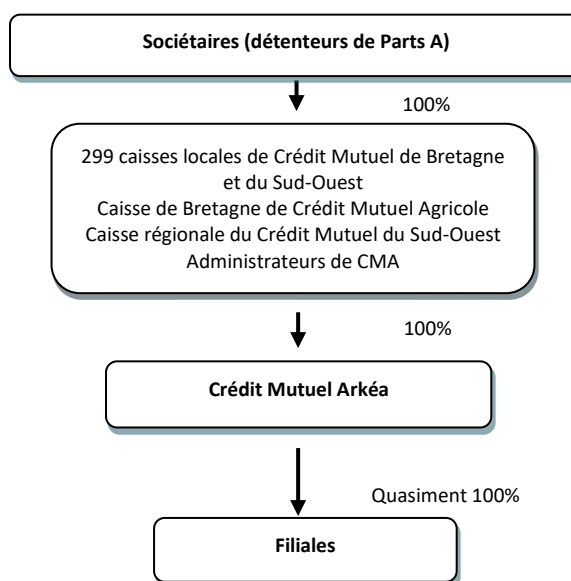 Sociétaires (détenteurs de Parts A)
100%
299 caisses locales de Crédit Mutuel de Bretagne
et du Sud-Ouest
Caisse de Bretagne de Crédit Mutuel Agricole
Caisse régionale du Crédit Mutuel du Sud-Ouest
Administrateurs de CMA
100%
Crédit Mutuel Arkéa
Quasiment 100%
Filiales